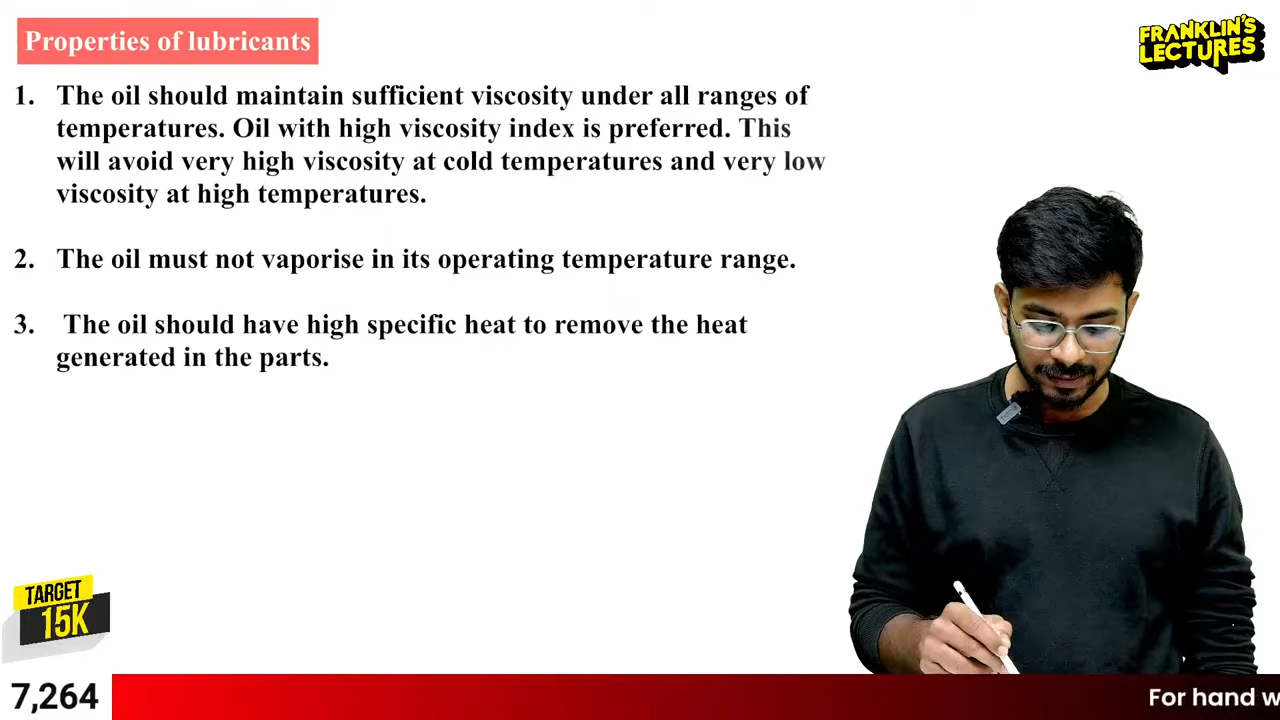 Properties of lubricants
FRANKLIN'S
LECTURES
1. The oil should maintain sufficient viscosity under all ranges of
temperatures. Oil with high viscosity index is preferred. This
will avoid very high viscosity at cold temperatures and very low
viscosity at high temperatures.
2. The oil must not vaporise in its operating temperature range.
3. The oil should have high specific heat to remove the heat
generated in the parts.
TARGET
15K
7,264
For hand w